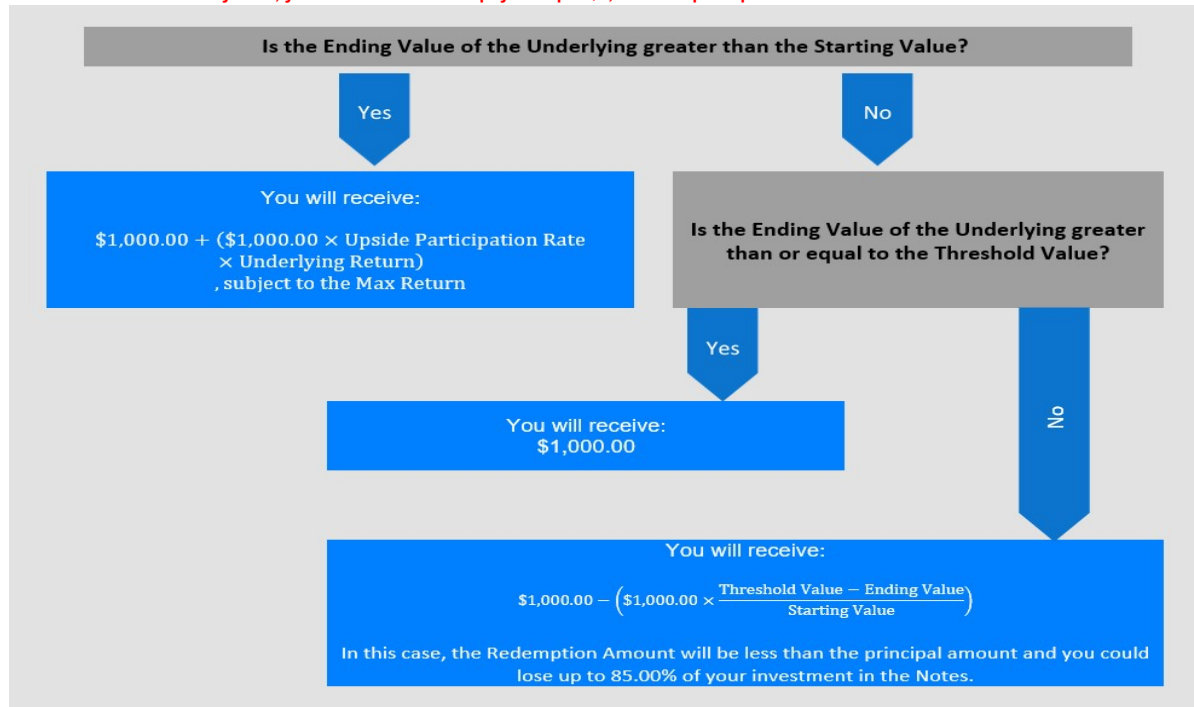 Is the Ending Value of the Underlying greater than the Starting Value?
Yes
No
You will receive:
$1,000.00 + ($1,000.00 × Upside Participation Rate
× Underlying Return)
, subject to the Max Return
Is the Ending Value of the Underlying greater
than or equal to the Threshold Value?
Yes
No
You will receive:
$1,000.00
You will receive:
$1,000.00 − ($1,000.00 × Threshold Value − Ending Value
Starting Value)
In this case, the Redemption Amount will be less than the principal amount and you could
lose up to 85.00% of your investment in the Notes.